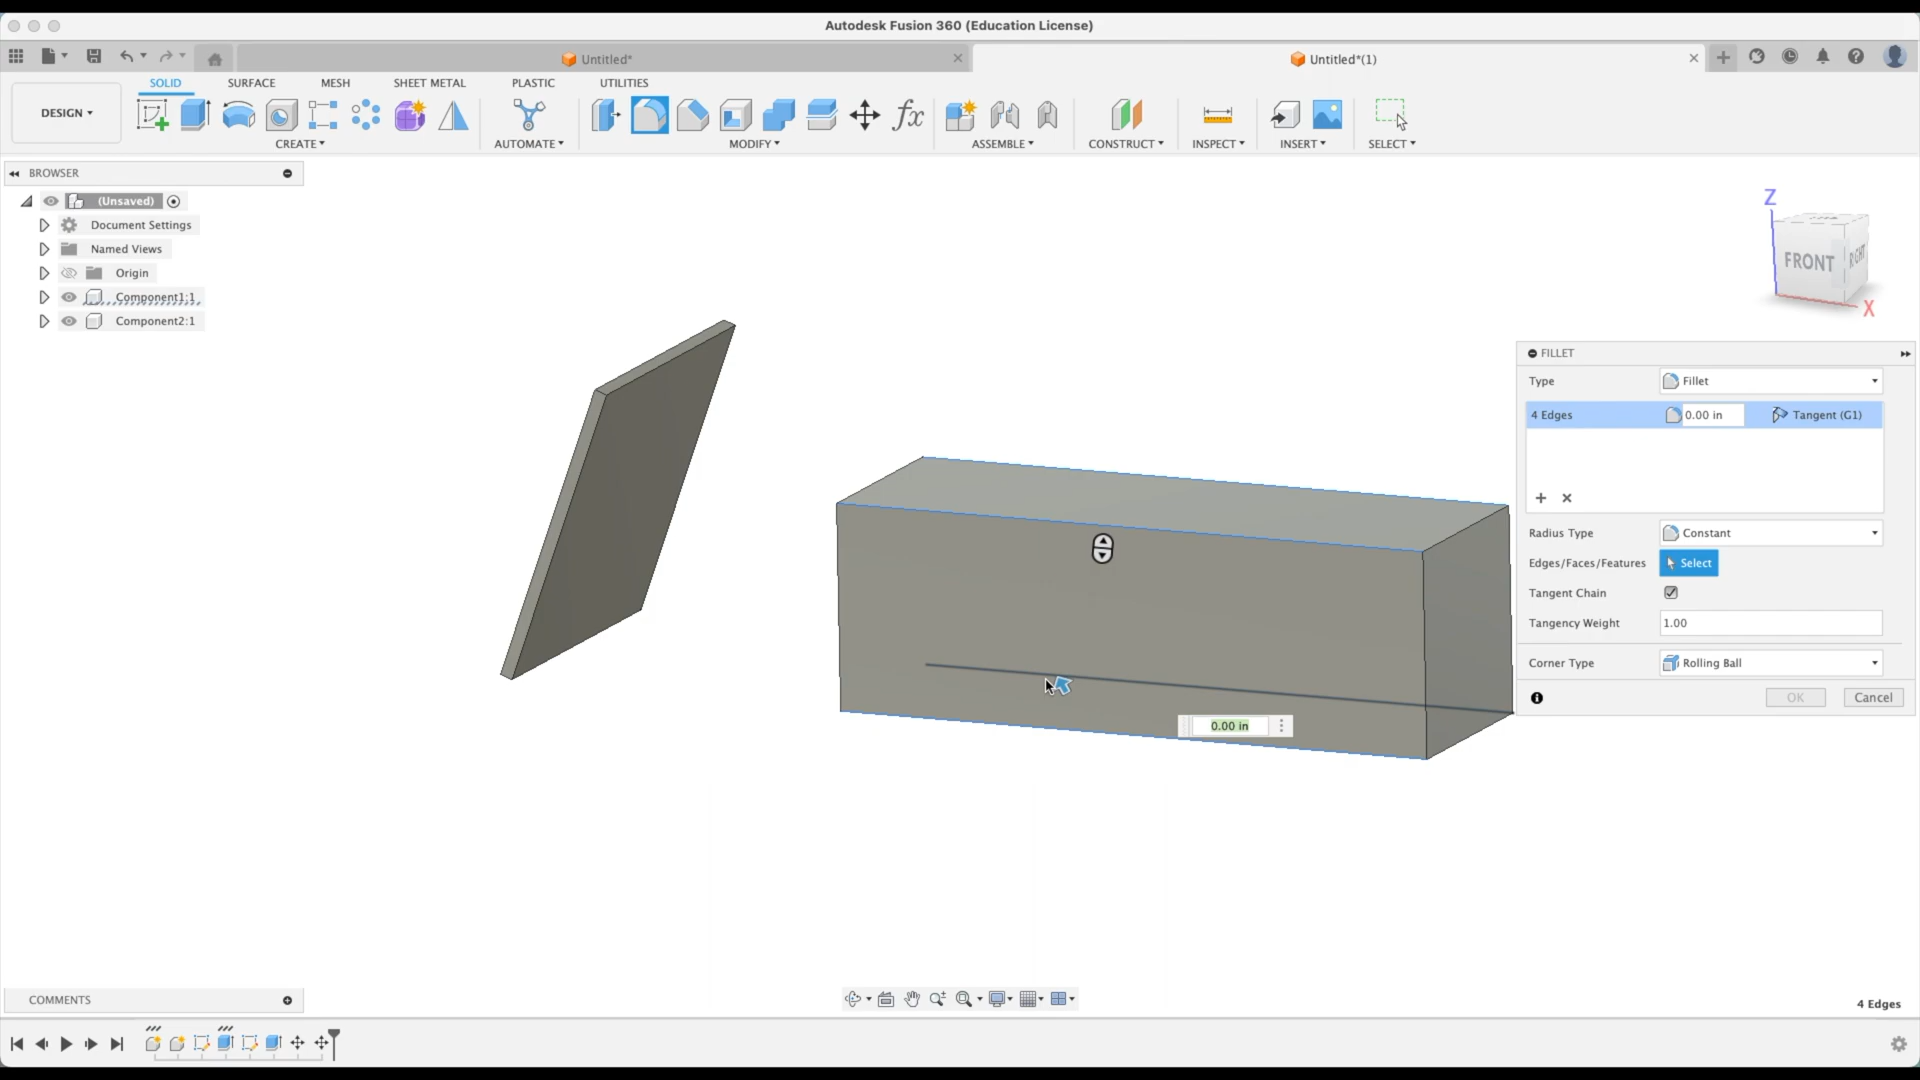 Autodesk Fusion 360 (Education License)
Untitled*
Untitled*(1)
SOLID SURFACE MESH SHEET METAL PLASTIC UTILITIES
DESIGN
fx
CREATE AUTOMATE MODIFY ASSEMBLE CONSTRUCT INSPECT INSERT SELECT
BROWSER
(Unsaved)
Document Settings
Named Views
Origin
Component1:1
Component2:1
Z
FRONT
RIGHT
X
FILLET
Type Fillet
4 Edges 0.00 in Tangent (G1)
Radius Type Constant
Edges/Faces/Features Select
Tangent Chain
Tangency Weight 1.00
Corner Type Rolling Ball
OK Cancel
0.00 in
COMMENTS
4 Edges